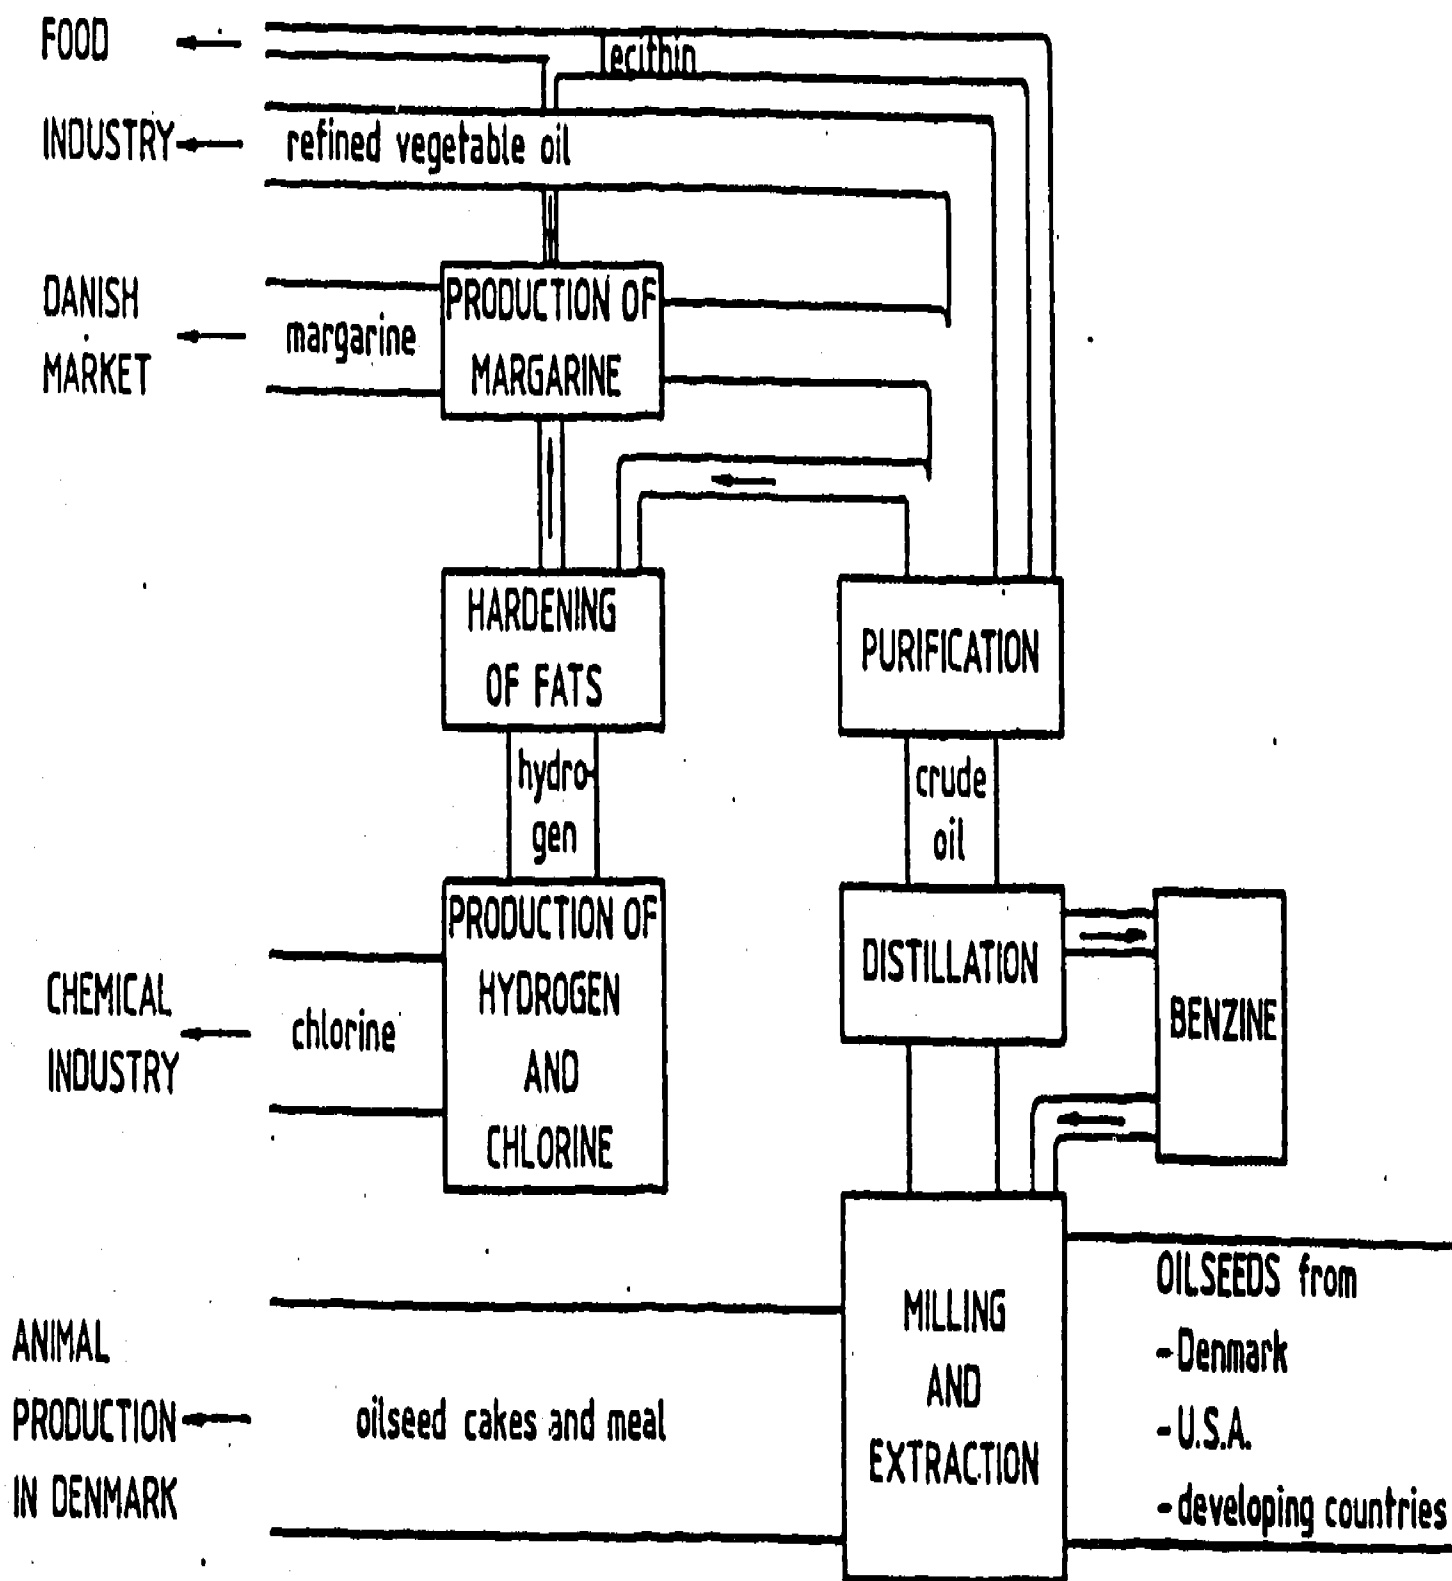 FOOD
lecithin
INDUSTRY
refined vegetable oil
DANISH
MARKET
margarine
PRODUCTION OF
MARGARINE
HARDENING
OF FATS
PURIFICATION
hydro-
gen
crude
oil
CHEMICAL
INDUSTRY
chlorine
PRODUCTION OF
HYDROGEN
AND
CHLORINE
DISTILLATION
BENZINE
ANIMAL
PRODUCTION
IN DENMARK
oilseed cakes and meal
MILLING
AND
EXTRACTION
OILSEEDS from
- Denmark
- U.S.A.
- developing countries